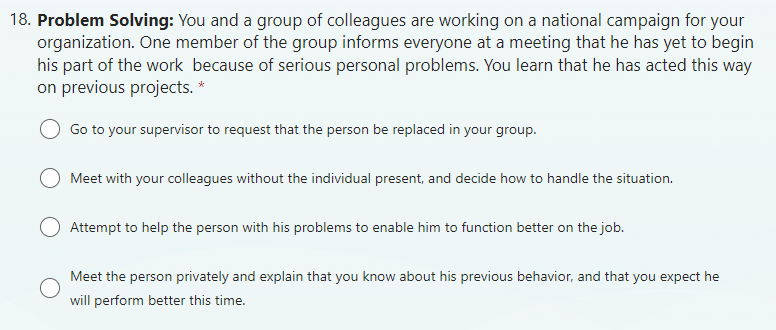 18. Problem Solving: You and a group of colleagues are working on a national campaign for your
organization. One member of the group informs everyone at a meeting that he has yet to begin
his part of the work because of serious personal problems. You learn that he has acted this way
on previous projects. *
Go to your supervisor to request that the person be replaced in your group.
Meet with your colleagues without the individual present, and decide how to handle the situation.
Attempt to help the person with his problems to enable him to function better on the job.
Meet the person privately and explain that you know about his previous behavior, and that you expect he
will perform better this time.